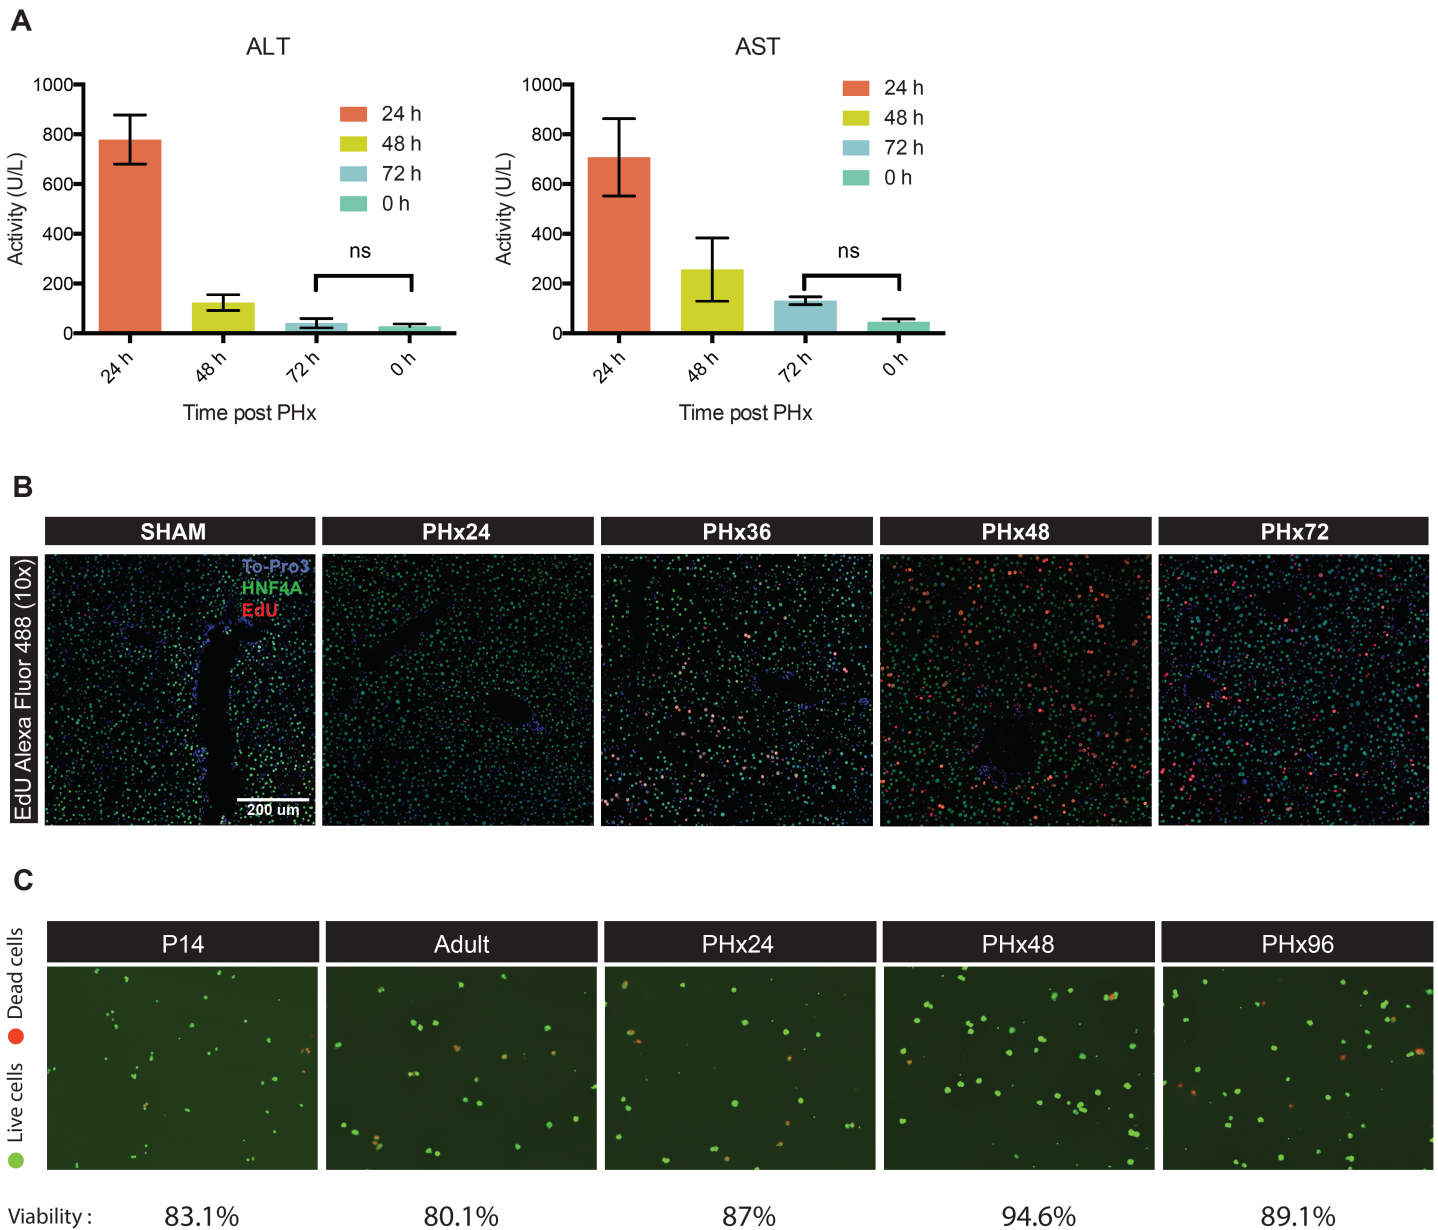 A
ALT
1000
800
600
400
200
0
Activity (U/L)
24 h
48 h
72 h
0 h
ns
24 h
48 h
72 h
0 h
Time post PHx
AST
1000
800
600
400
200
0
Activity (U/L)
24 h
48 h
72 h
0 h
ns
24 h
48 h
72 h
0 h
Time post PHx
B
SHAM
PHx24
PHx36
PHx48
PHx72
EdU Alexa Fluor 488 (10x)
To-Pro3
HNF4A
EdU
200 um
C
P14
Adult
PHx24
PHx48
PHx96
Live cells
Dead cells
Viability :
83.1%
80.1%
87%
94.6%
89.1%